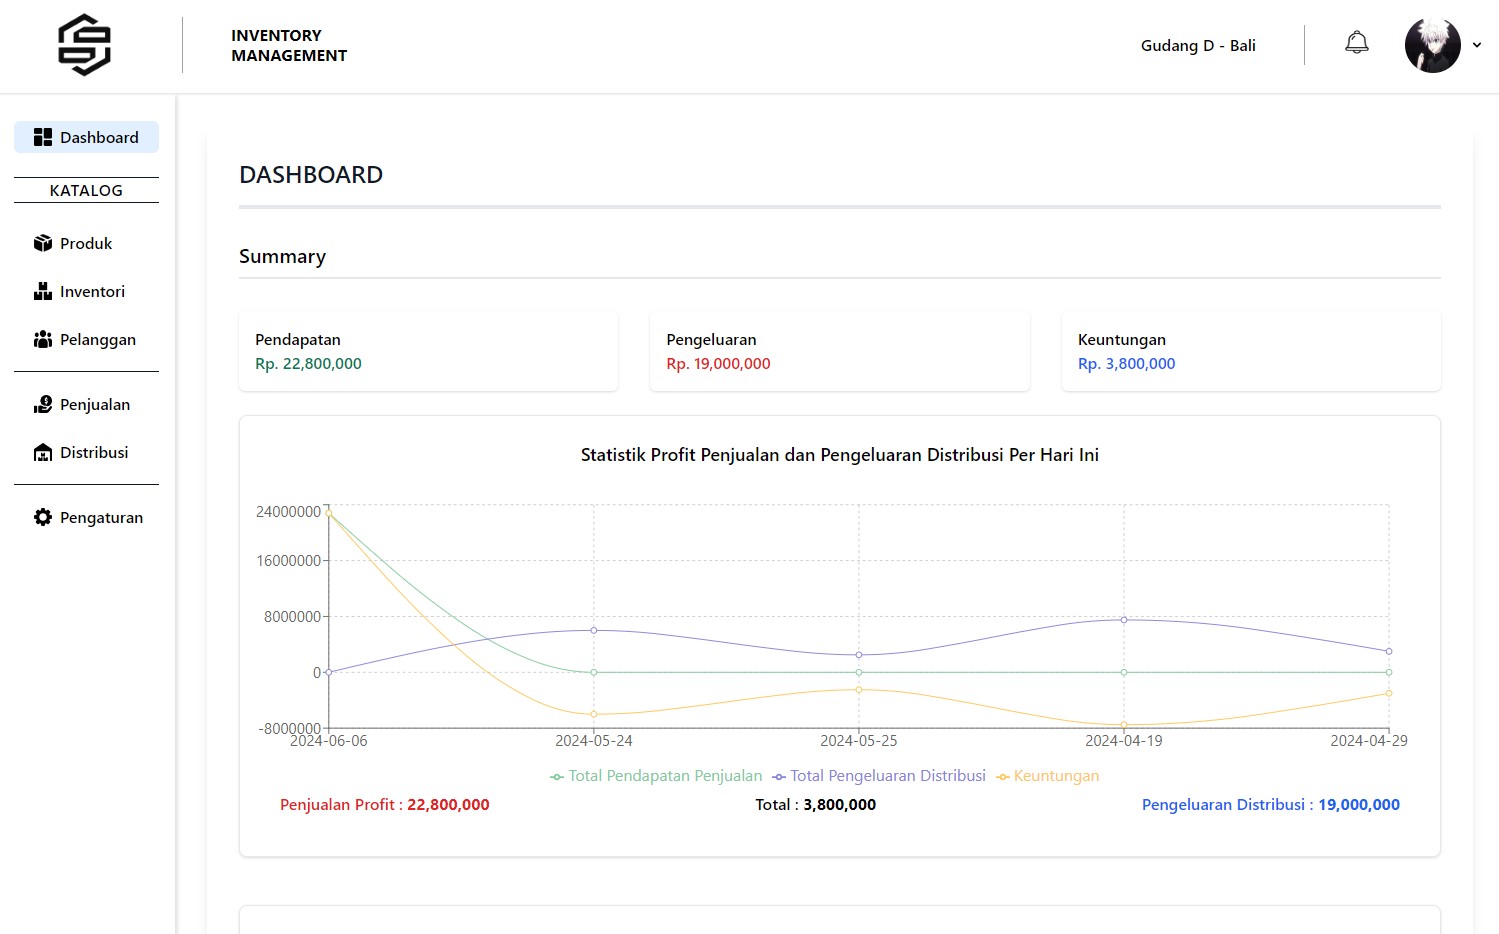 INVENTORY
MANAGEMENT
Gudang D - Bali
Dashboard
KATALOG
Produk
Inventori
Pelanggan
Penjualan
Distribusi
Pengaturan
DASHBOARD
Summary
Pendapatan
Rp. 22,800,000
Pengeluaran
Rp. 19,000,000
Keuntungan
Rp. 3,800,000
Statistik Profit Penjualan dan Pengeluaran Distribusi Per Hari Ini
24000000
16000000
8000000
0
-8000000
2024-06-06 2024-05-24 2024-05-25 2024-04-19 2024-04-29
Total Pendapatan Penjualan Total Pengeluaran Distribusi Keuntungan
Penjualan Profit : 22,800,000 Total : 3,800,000 Pengeluaran Distribusi : 19,000,000